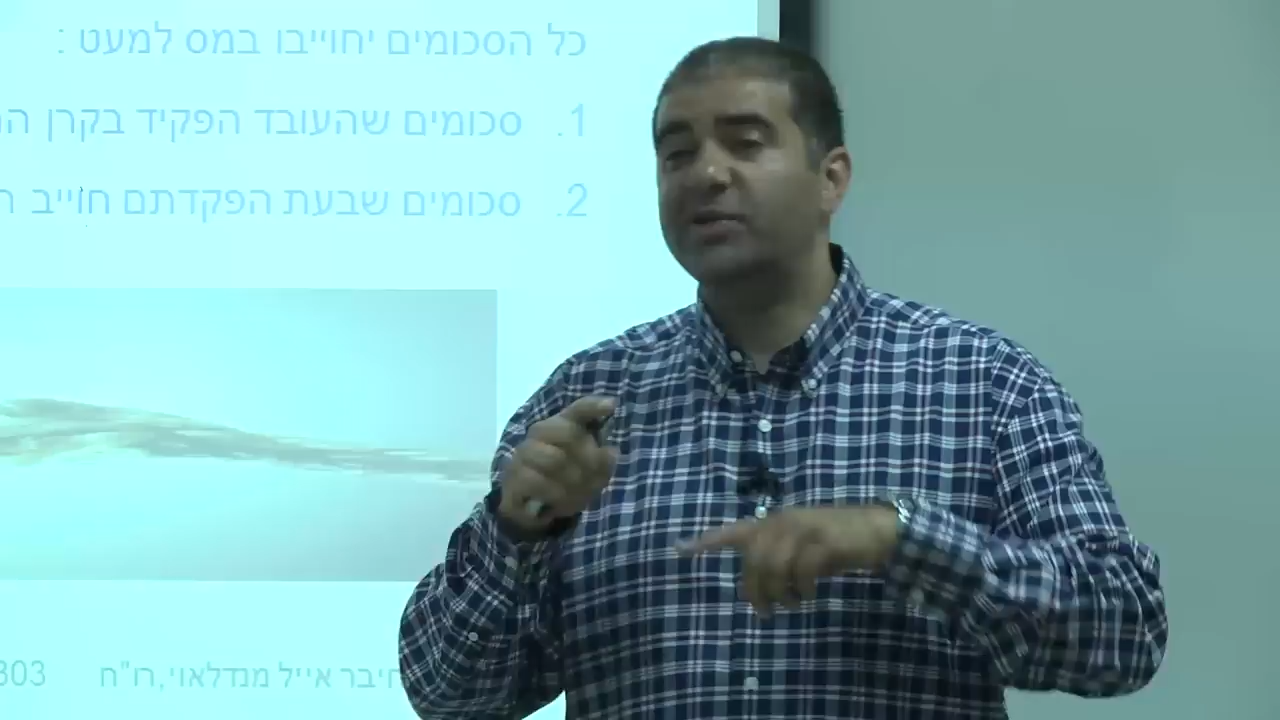 כל הסכומים יחוייבו במס למעט :
1. סכומים שהעובד הפקיד בקרן
2. סכומים שבעת הפקדתם חוייב
חיבר אייל מנדלאוי, רו"ח 303